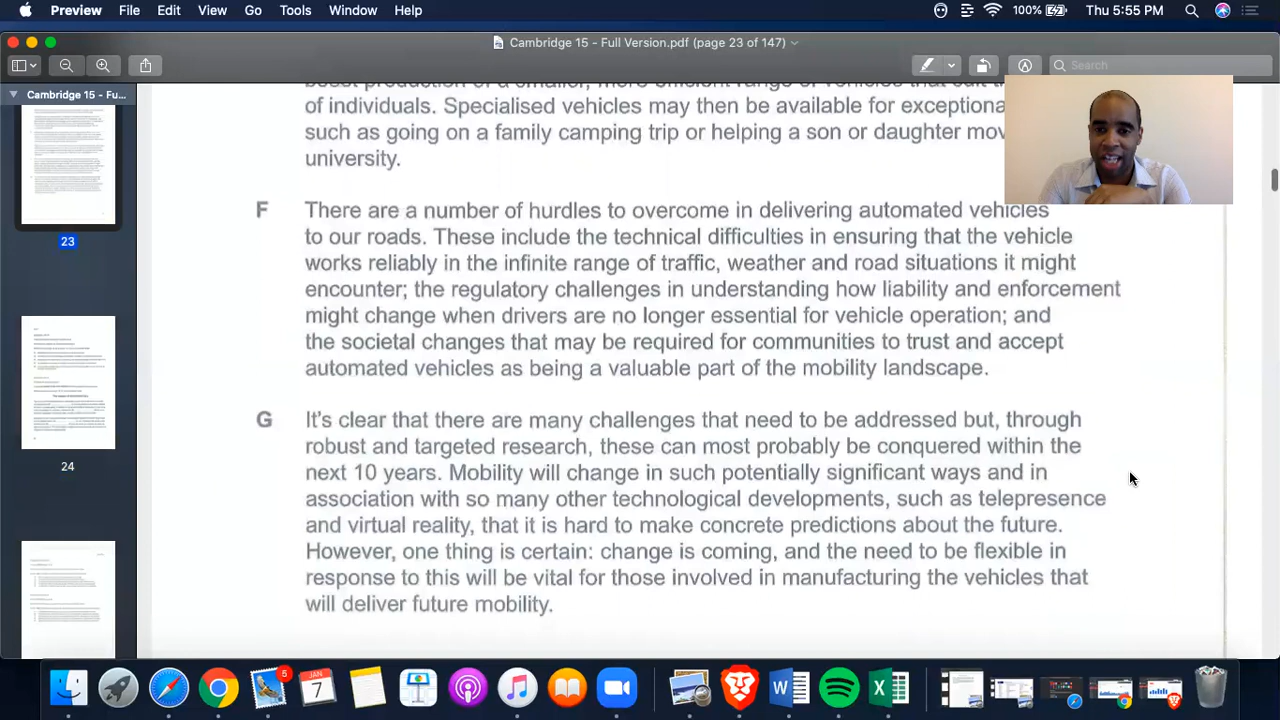 Preview File Edit View Go Tools Window Help 100% Thu 5:55 PM
Cambridge 15 - Full Version.pdf (page 23 of 147)
Search
Cambridge 15 - Fu...
of individuals. Specialised vehicles may then be available for exceptiona
such as going on a family camping trip or helping a son or daughter mov
university.
F There are a number of hurdles to overcome in delivering automated vehicles
to our roads. These include the technical difficulties in ensuring that the vehicle
works reliably in the infinite range of traffic, weather and road situations it might
encounter; the regulatory challenges in understanding how liability and enforcement
might change when drivers are no longer essential for vehicle operation; and
the societal changes that may be required for communities to trust and accept
automated vehicles as being a valuable part of the mobility landscape.
G It's clear that there are many challenges that need to be addressed but, through
robust and targeted research, these can most probably be conquered within the
next 10 years. Mobility will change in such potentially significant ways and in
association with so many other technological developments, such as telepresence
and virtual reality, that it is hard to make concrete predictions about the future.
However, one thing is certain: change is coming, and the need to be flexible in
response to this will be vital for those involved in manufacturing the vehicles that
will deliver future mobility.
23
24
5
JAN
7